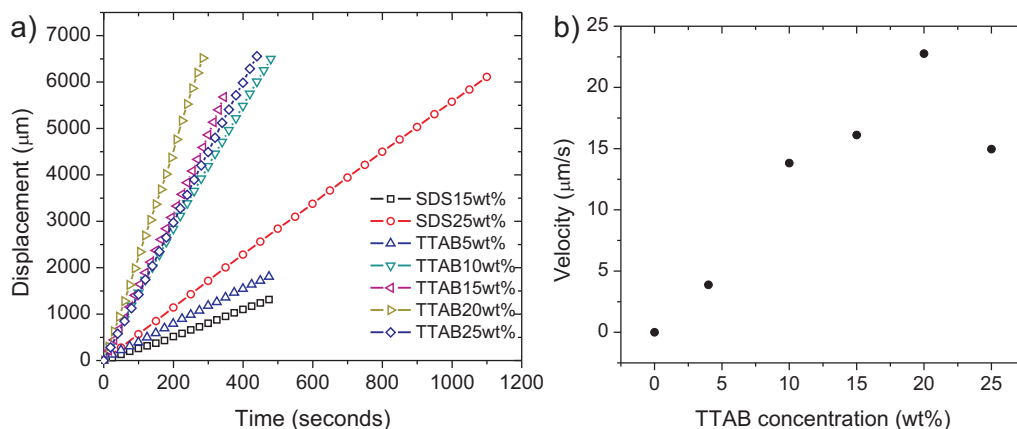 a)
7000
6000
5000
4000
3000
2000
1000
0
Displacement (μm)
SDS15wt%
SDS25wt%
TTAB5wt%
TTAB10wt%
TTAB15wt%
TTAB20wt%
TTAB25wt%
0 200 400 600 800 1000 1200
Time (seconds)
b)
25
20
15
10
5
0
Velocity (μm/s)
0 5 10 15 20 25
TTAB concentration (wt%)